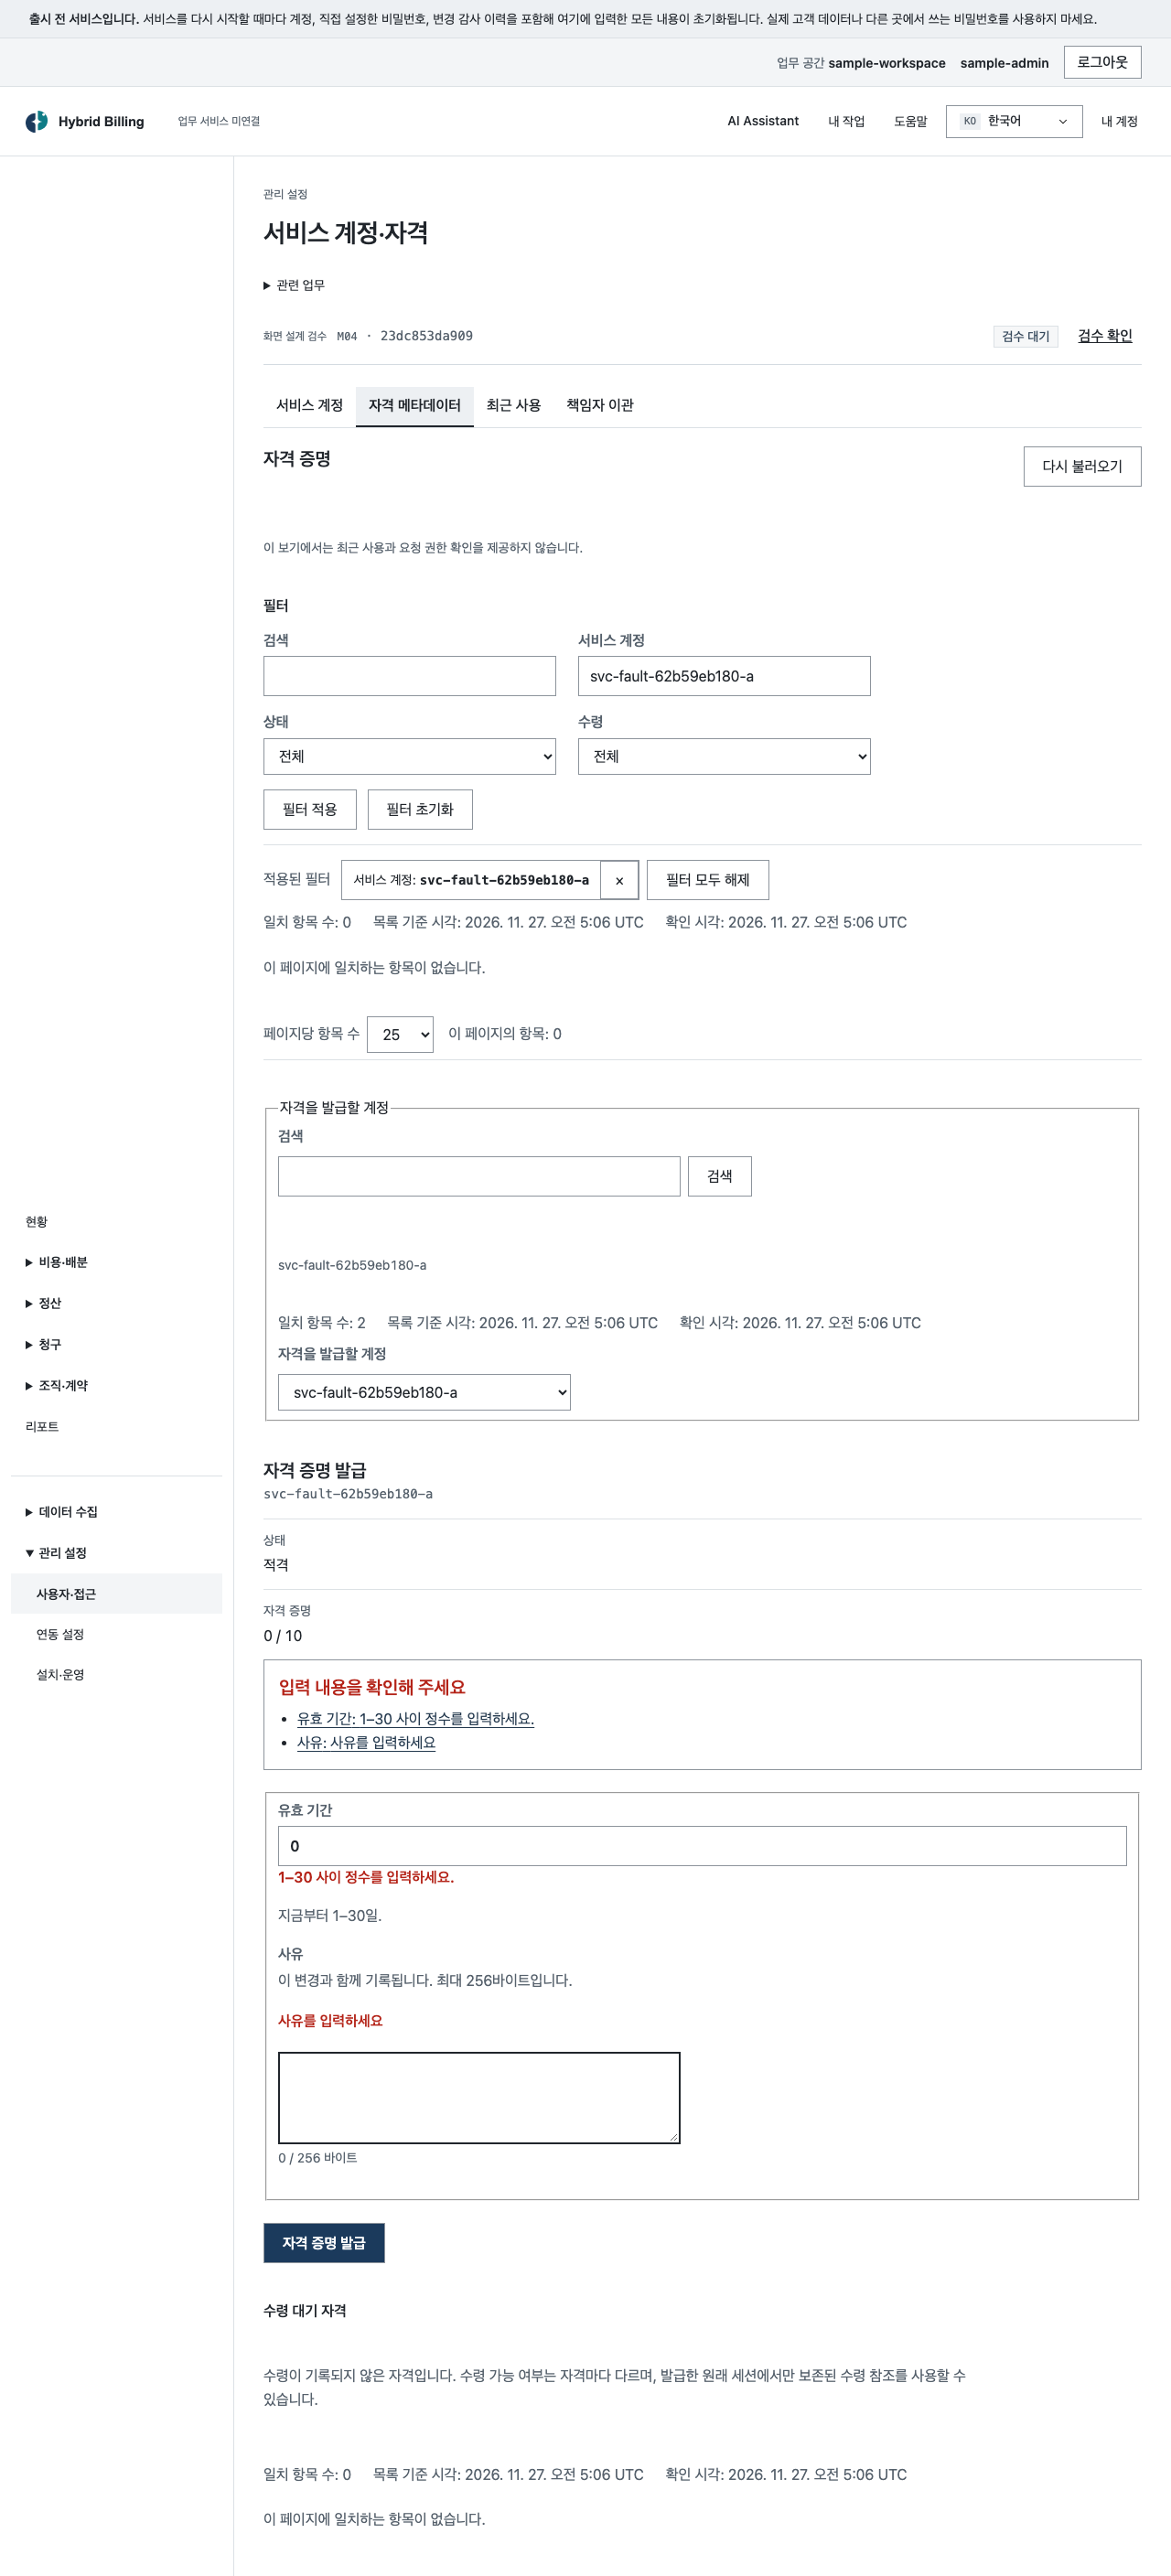 출시 전 서비스입니다. 서비스를 다시 시작할 때마다 계정, 직접 설정한 비밀번호, 변경 감사 이력을 포함해 여기에 입력한 모든 내용이 초기화됩니다. 실제 고객 데이터나 다른 곳에서 쓰는 비밀번호를 사용하지 마세요.
업무 공간 sample-workspace sample-admin 로그아웃
Hybrid Billing 업무 서비스 미연결 AI Assistant 내 작업 도움말 KO 한국어 내 계정
관리 설정
서비스 계정·자격
▶ 관련 업무
화면 설계 검수 M04 · 23dc853da909 검수 대기 검수 확인
서비스 계정 자격 메타데이터 최근 사용 책임자 이관
자격 증명 다시 불러오기
이 보기에서는 최근 사용과 요청 권한 확인을 제공하지 않습니다.
필터
검색 서비스 계정
svc-fault-62b59eb180-a
상태 수령
전체 전체
필터 적용 필터 초기화
적용된 필터 서비스 계정: svc-fault-62b59eb180-a × 필터 모두 해제
일치 항목 수: 0 목록 기준 시각: 2026. 11. 27. 오전 5:06 UTC 확인 시각: 2026. 11. 27. 오전 5:06 UTC
이 페이지에 일치하는 항목이 없습니다.
페이지당 항목 수 25 이 페이지의 항목: 0
자격을 발급할 계정
검색
검색
svc-fault-62b59eb180-a
일치 항목 수: 2 목록 기준 시각: 2026. 11. 27. 오전 5:06 UTC 확인 시각: 2026. 11. 27. 오전 5:06 UTC
자격을 발급할 계정
svc-fault-62b59eb180-a
현황
▶ 비용·배분
▶ 정산
▶ 청구
▶ 조직·계약
리포트
▶ 데이터 수집
▼ 관리 설정
사용자·접근
연동 설정
설치·운영
자격 증명 발급
svc-fault-62b59eb180-a
상태
적격
자격 증명
0 / 10
입력 내용을 확인해 주세요
• 유효 기간: 1–30 사이 정수를 입력하세요.
• 사유: 사유를 입력하세요
유효 기간
0
1–30 사이 정수를 입력하세요.
지금부터 1–30일.
사유
이 변경과 함께 기록됩니다. 최대 256바이트입니다.
사유를 입력하세요
0 / 256 바이트
자격 증명 발급
수령 대기 자격
수령이 기록되지 않은 자격입니다. 수령 가능 여부는 자격마다 다르며, 발급한 원래 세션에서만 보존된 수령 참조를 사용할 수
있습니다.
일치 항목 수: 0 목록 기준 시각: 2026. 11. 27. 오전 5:06 UTC 확인 시각: 2026. 11. 27. 오전 5:06 UTC
이 페이지에 일치하는 항목이 없습니다.